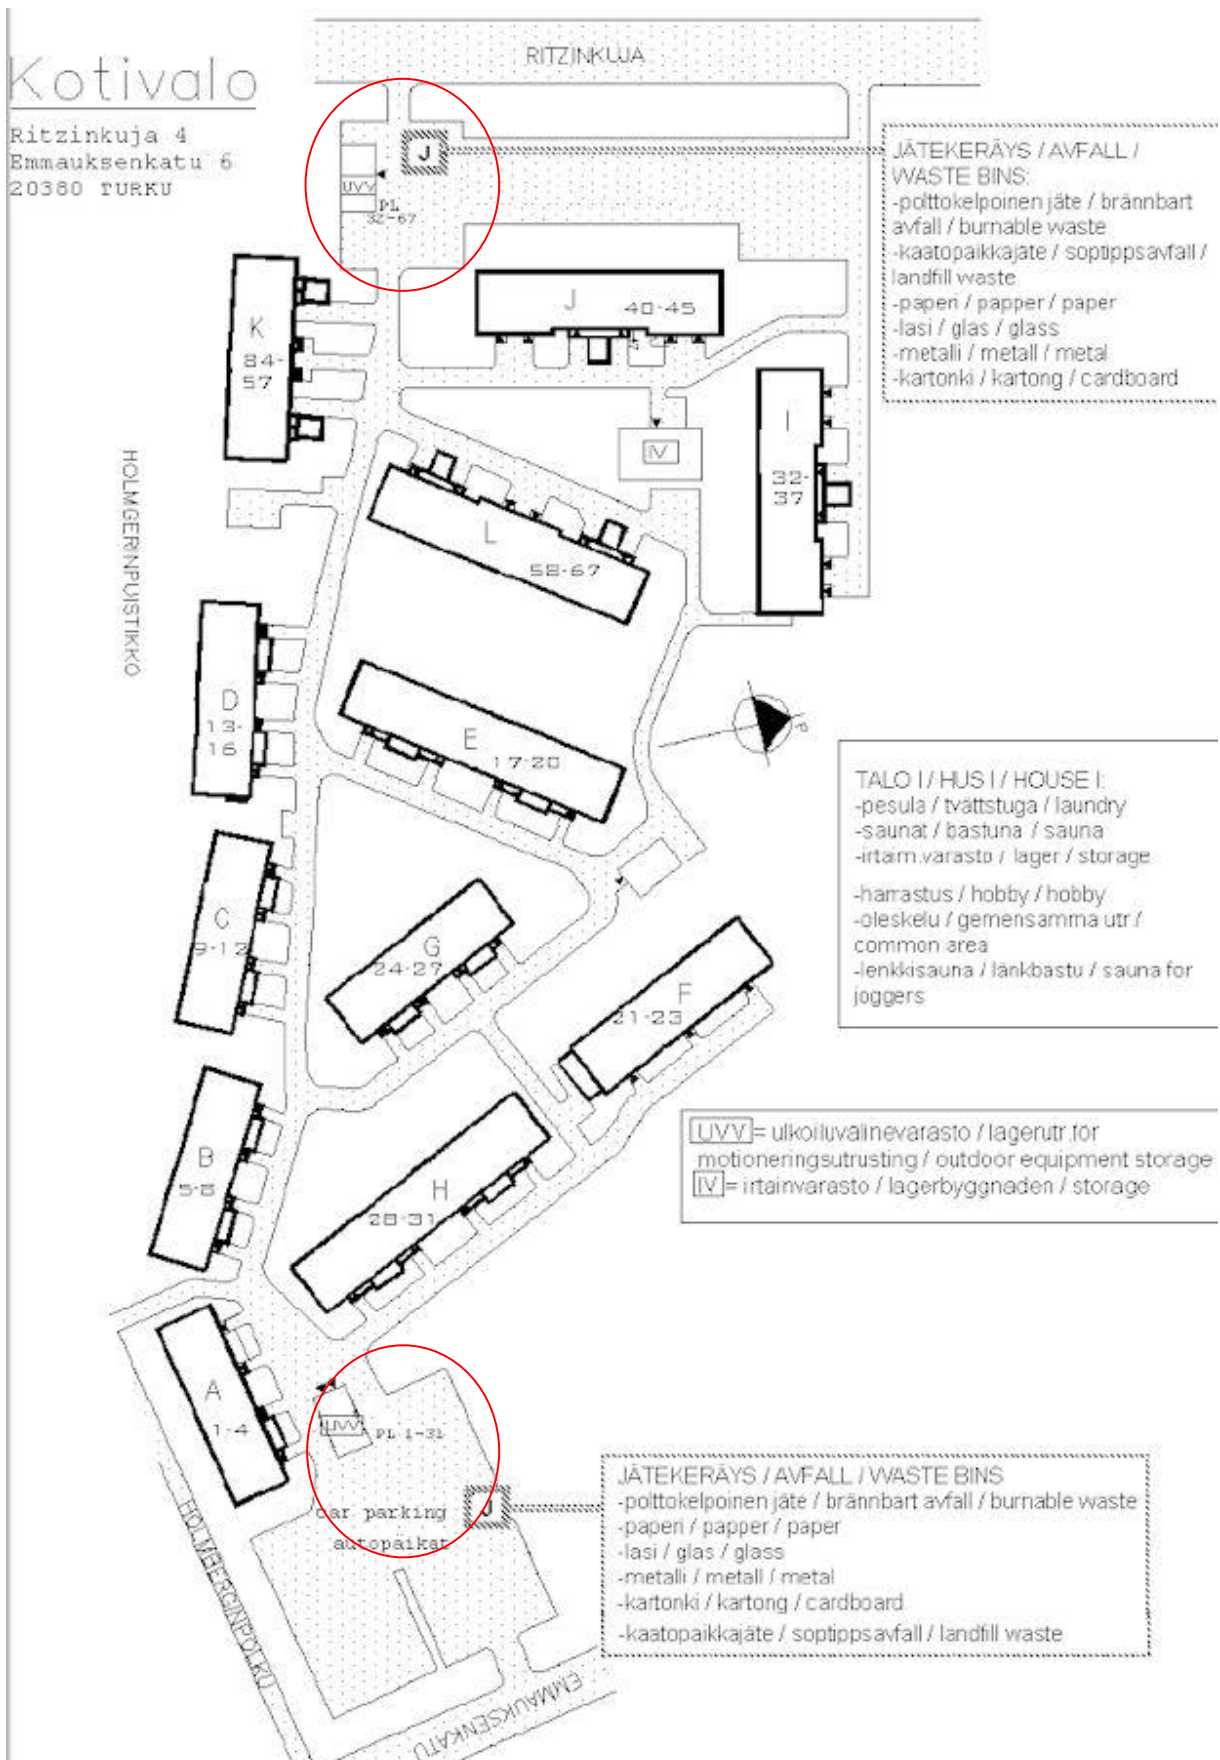 Kotivalo
Ritzinkuja 4
Emmauksenkatu 6
20380 TURKU
RITZINKUJA
J
UVV
PL
32-67
JÄTEKERÄYS / AVFALL /
WASTE BINS:
-polttokelpoinen jäte / brännbart
avfall / burnable waste
-kaatopaikkajäte / soptippsavfall /
landfill waste
-paperi / papper / paper
-lasi / glas / glass
-metalli / metall / metal
-kartonki / kartong / cardboard
K
84-
57
J
40-45
I
32-
37
IV
L
58-67
HOLMGERINPUISTIKKO
D
13-
16
E
17-20
P
TALO I / HUS I / HOUSE I:
-pesula / tvättstuga / laundry
-saunat / bastuna / sauna
-irtaim.varasto / lager / storage
-harrastus / hobby / hobby
-oleskelu / gemensamma utr /
common area
-lenkkisauna / länkbastu / sauna for
joggers
C
9-12
G
24-27
F
21-23
B
5-8
H
28-31
UVV = ulkoiluvälinevarasto / lagerutr.för
motioneringsutrusting / outdoor equipment storage
IV = irtainvarasto / lagerbyggnaden / storage
A
1-4
UVV
PL 1-31
car parking
autopaikat
J
JÄTEKERÄYS / AVFALL / WASTE BINS
-polttokelpoinen jäte / brännbart avfall / burnable waste
-paperi / papper / paper
-lasi / glas / glass
-metalli / metall / metal
-kartonki / kartong / cardboard
-kaatopaikkajäte / soptippsavfall / landfill waste
HOLMBERGINPOLKU
EMMAUKSENKATU